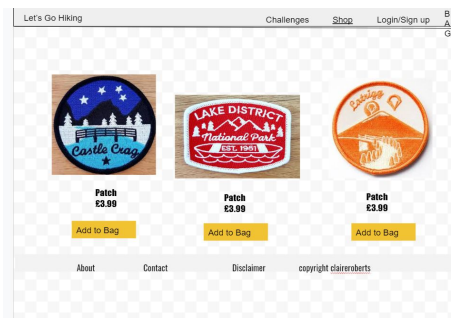 Let's Go Hiking
Challenges
Shop
Login/Sign up
B
A
G
Castle Crag
LAKE DISTRICT
National Park
EST. 1951
Latrigg
Patch
£3.99
Patch
£3.99
Patch
£3.99
Add to Bag
Add to Bag
Add to Bag
About
Contact
Disclaimer
copyright claireroberts